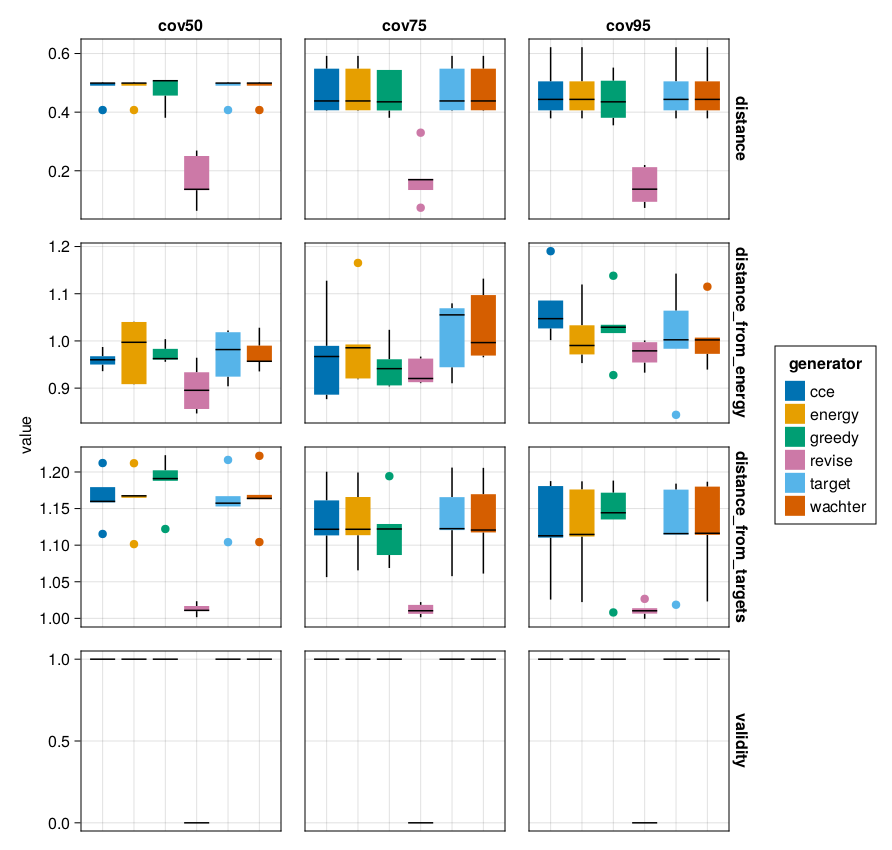 cov50 cov75 cov95
0.6
0.4
0.2
distance
1.2
1.1
1.0
0.9
distance_from_energy
value
1.20
1.15
1.10
1.05
1.00
distance_from_targets
1.0
0.5
0.0
validity
generator
cce
energy
greedy
revise
target
wachter